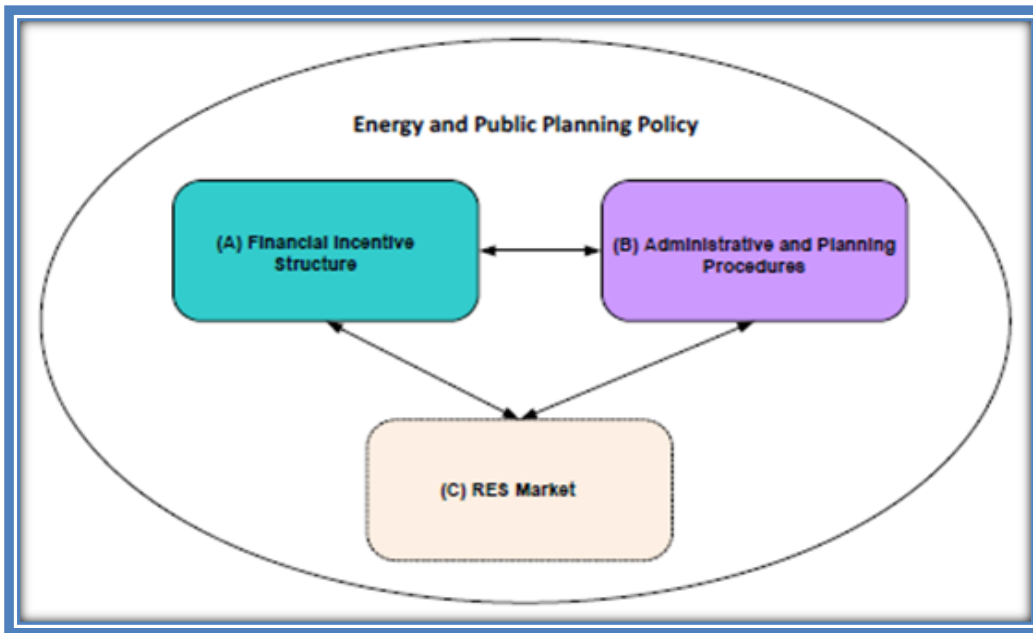 Energy and Public Planning Policy
(A) Financial Incentive
Structure
(B) Administrative and Planning
Procedures
(C) RES Market